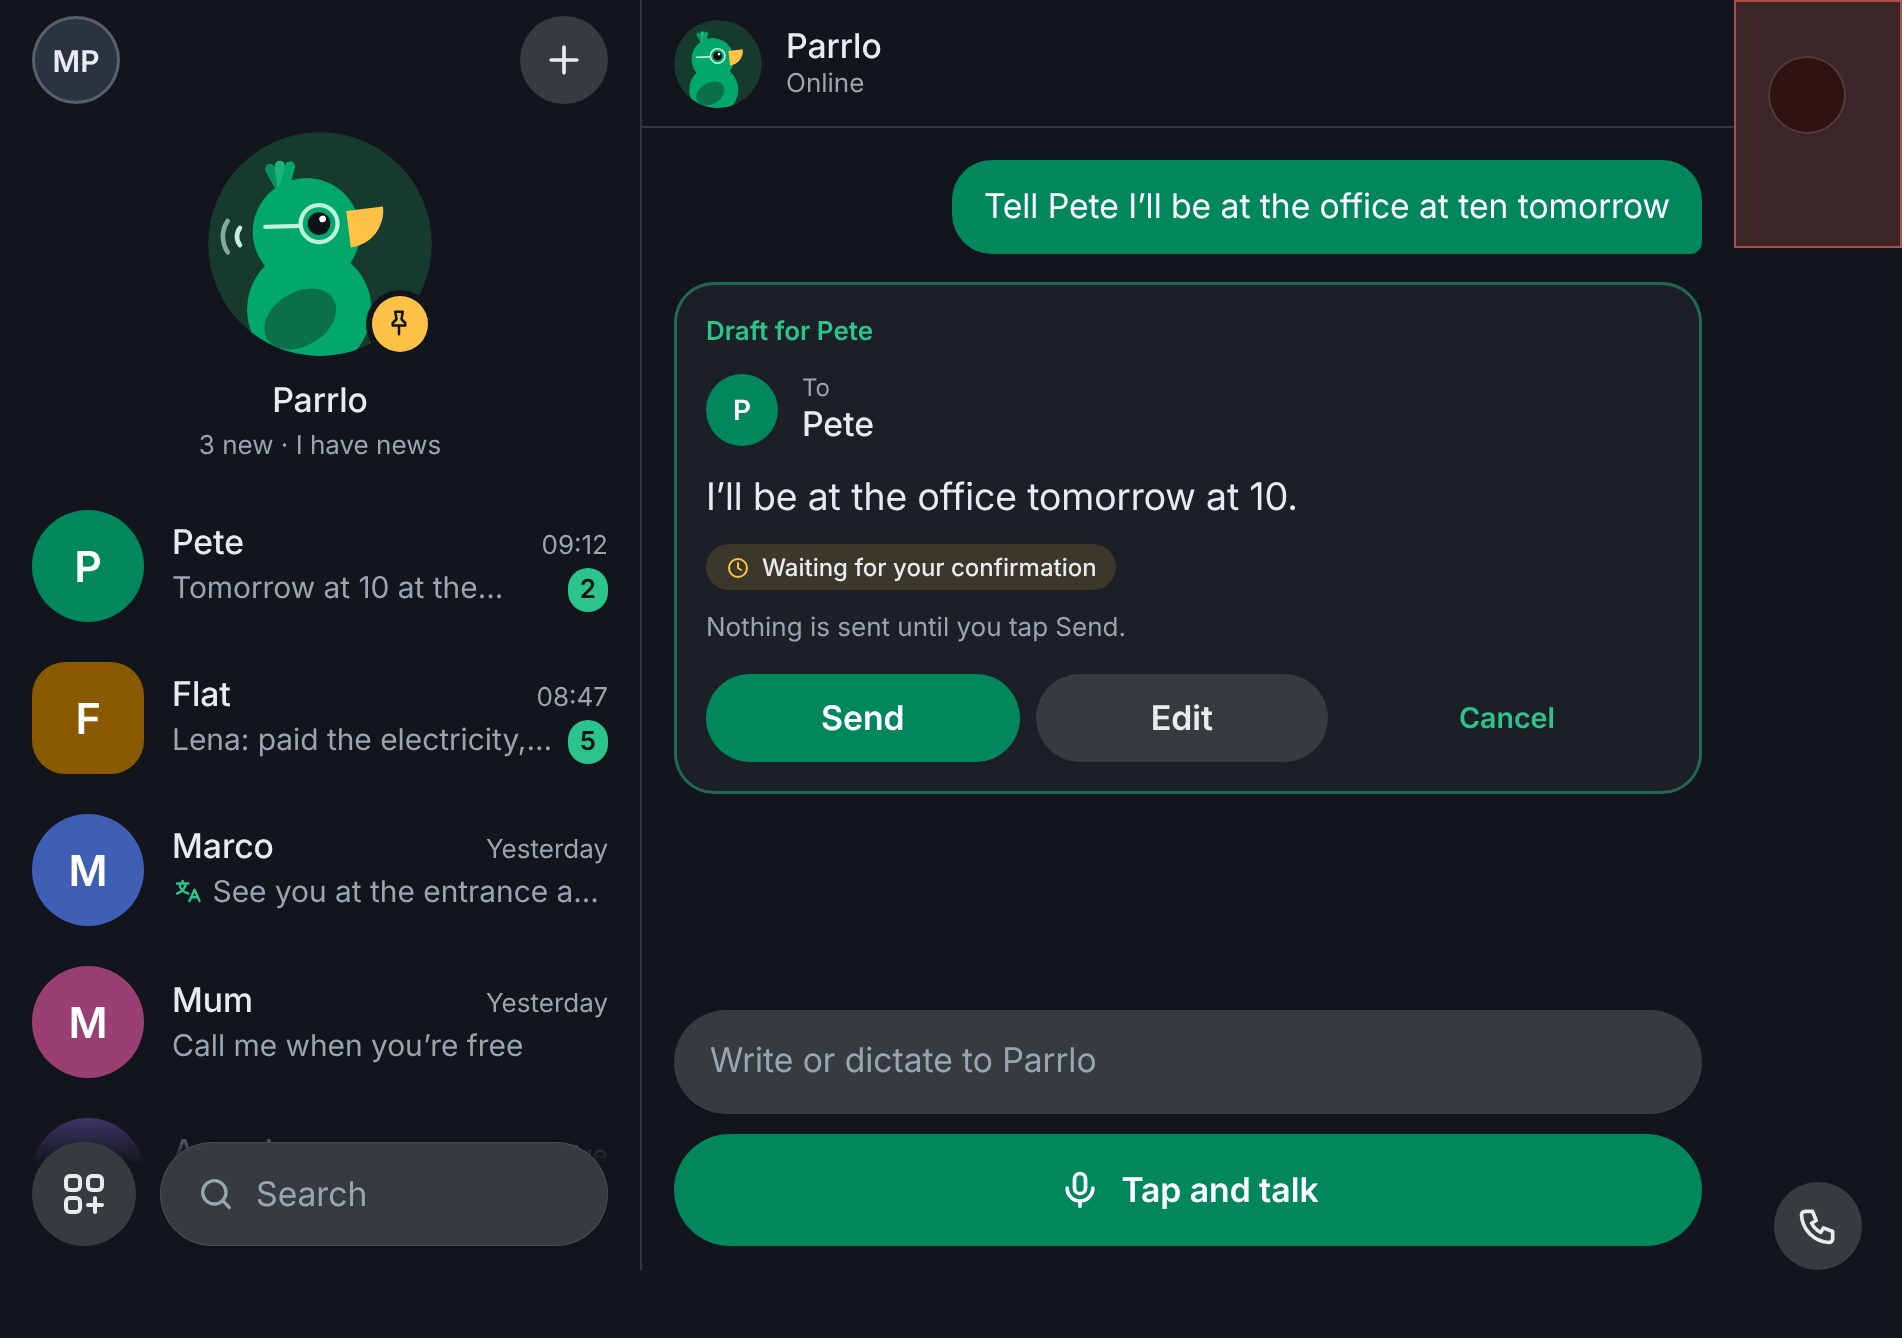 MP
Parrlo
3 new · I have news
P
Pete
09:12
Tomorrow at 10 at the...
2
F
Flat
08:47
Lena: paid the electricity,...
5
M
Marco
Yesterday
See you at the entrance a...
M
Mum
Yesterday
Call me when you’re free
Search
Parrlo
Online
Tell Pete I’ll be at the office at ten tomorrow
Draft for Pete
P
To
Pete
I’ll be at the office tomorrow at 10.
Waiting for your confirmation
Nothing is sent until you tap Send.
Send
Edit
Cancel
Write or dictate to Parrlo
Tap and talk